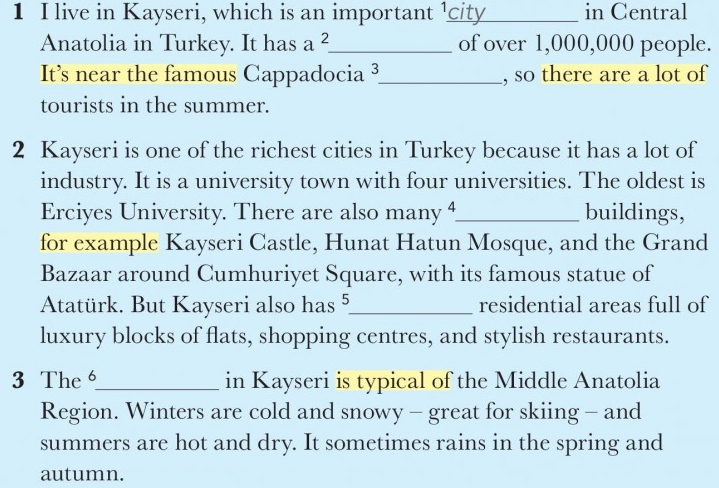 1 I live in Kayseri, which is an important ¹city__________ in Central
Anatolia in Turkey. It has a ²__________ of over 1,000,000 people.
It’s near the famous Cappadocia ³__________, so there are a lot of
tourists in the summer.
2 Kayseri is one of the richest cities in Turkey because it has a lot of
industry. It is a university town with four universities. The oldest is
Erciyes University. There are also many ⁴__________ buildings,
for example Kayseri Castle, Hunat Hatun Mosque, and the Grand
Bazaar around Cumhuriyet Square, with its famous statue of
Atatürk. But Kayseri also has ⁵__________ residential areas full of
luxury blocks of flats, shopping centres, and stylish restaurants.
3 The ⁶__________ in Kayseri is typical of the Middle Anatolia
Region. Winters are cold and snowy – great for skiing – and
summers are hot and dry. It sometimes rains in the spring and
autumn.